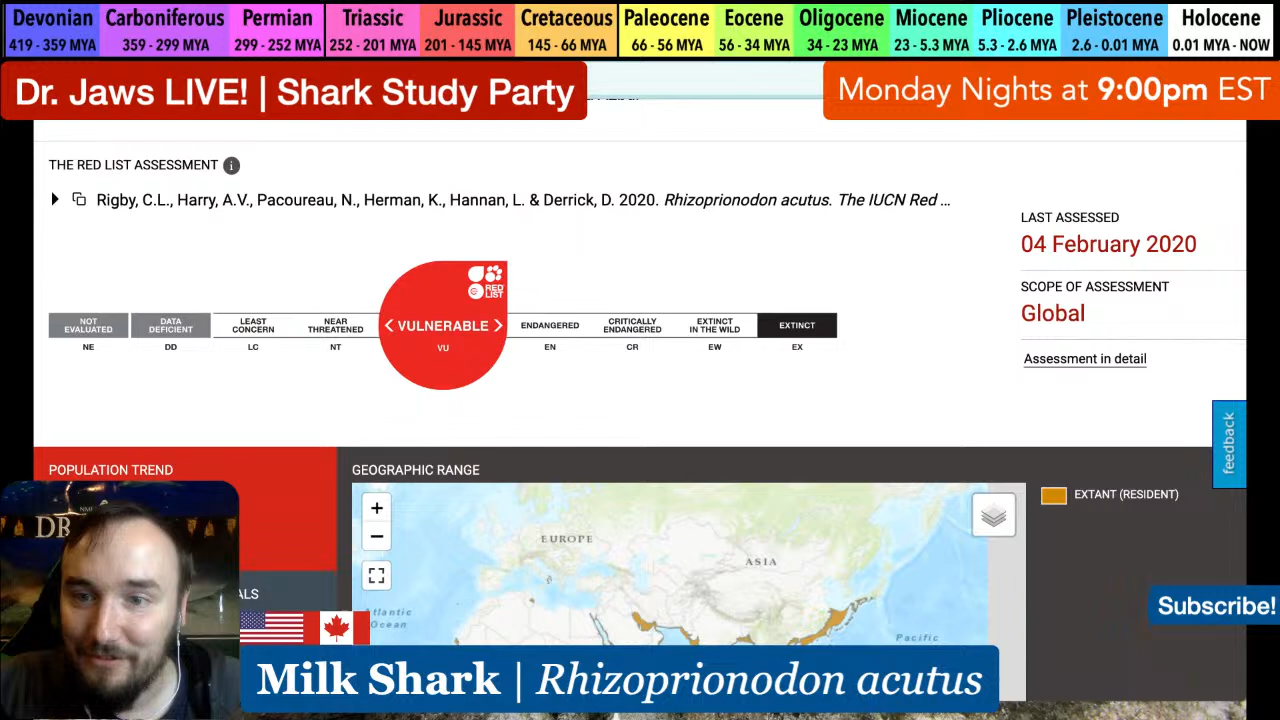 Devonian Carboniferous Permian Triassic Jurassic Cretaceous Paleocene Eocene Oligocene Miocene Pliocene Pleistocene Holocene
419 - 359 MYA 359 - 299 MYA 299 - 252 MYA 252 - 201 MYA 201 - 145 MYA 145 - 66 MYA 66 - 56 MYA 56 - 34 MYA 34 - 23 MYA 23 - 5.3 MYA 5.3 - 2.6 MYA 2.6 - 0.01 MYA 0.01 MYA - NOW
Dr. Jaws LIVE! | Shark Study Party
Monday Nights at 9:00pm EST
THE RED LIST ASSESSMENT i
Rigby, C.L., Harry, A.V., Pacoureau, N., Herman, K., Hannan, L. & Derrick, D. 2020. Rhizoprionodon acutus. The IUCN Red ...
LAST ASSESSED
04 February 2020
SCOPE OF ASSESSMENT
Global
Assessment in detail
RED LIST
NOT EVALUATED
DATA DEFICIENT
LEAST CONCERN
NEAR THREATENED
< VULNERABLE >
ENDANGERED
CRITICALLY ENDANGERED
EXTINCT IN THE WILD
EXTINCT
NE DD LC NT VU EN CR EW EX
feedback
POPULATION TREND
GEOGRAPHIC RANGE
EXTANT (RESIDENT)
+
−
EUROPE
ASIA
Atlantic Ocean
Pacific
ALS
Subscribe!
Milk Shark | Rhizoprionodon acutus